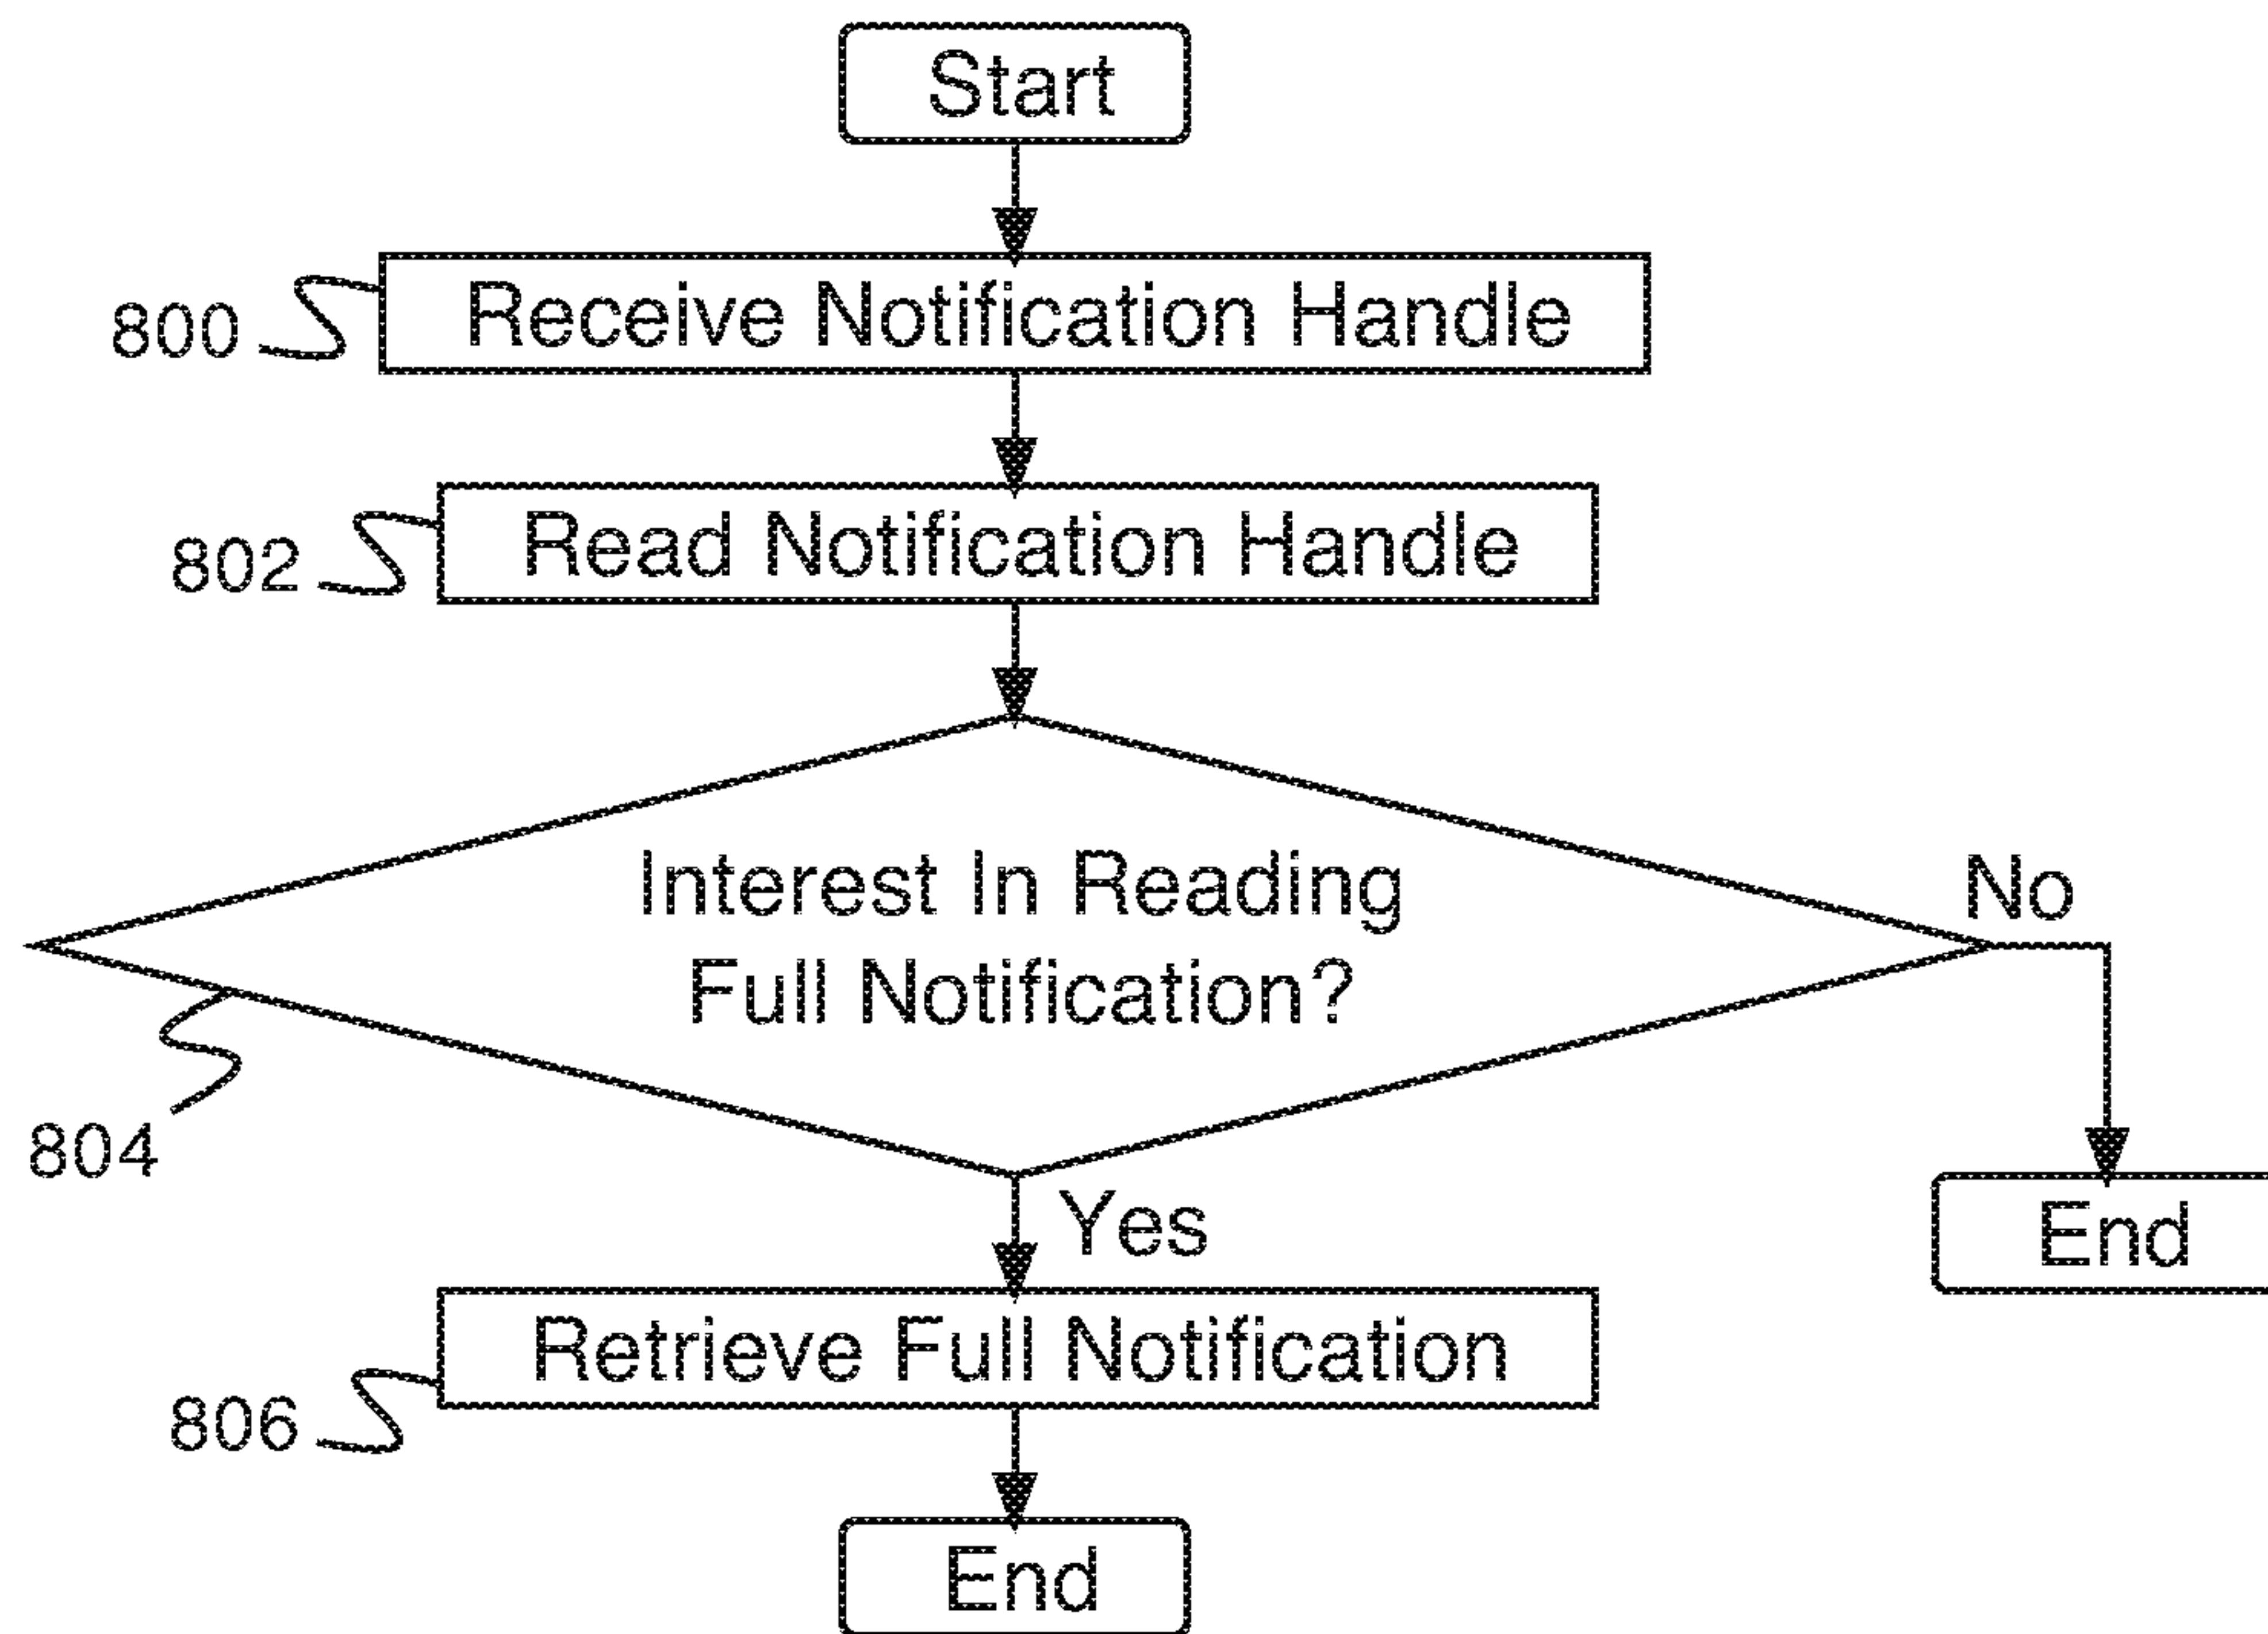 Start
800
Receive Notification Handle
802
Read Notification Handle
Interest In Reading
Full Notification?
No
804
Yes
End
Retrieve Full Notification
806
End